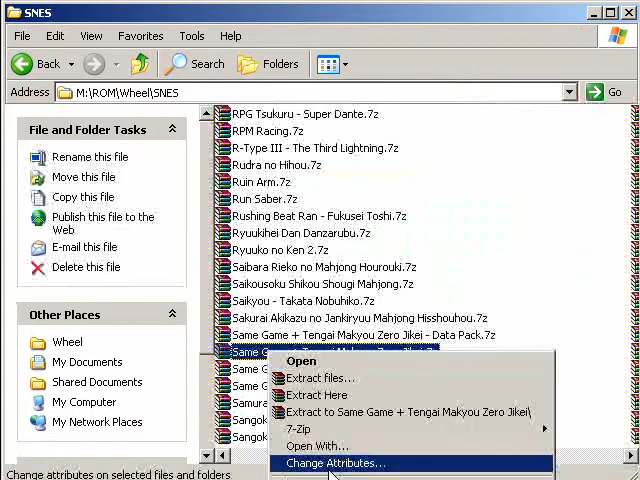 SNES
File Edit View Favorites Tools Help
Back Search Folders
Address M:\ROM\Wheel\SNES Go
File and Folder Tasks
Rename this file
Move this file
Copy this file
Publish this file to the
Web
E-mail this file
Delete this file
Other Places
Wheel
My Documents
Shared Documents
My Computer
My Network Places
RPG Tsukuru - Super Dante.7z
RPM Racing.7z
R-Type III - The Third Lightning.7z
Rudra no Hihou.7z
Ruin Arm.7z
Run Saber.7z
Rushing Beat Ran - Fukusei Toshi.7z
Ryuukihei Dan Danzarubu.7z
Ryuuko no Ken 2.7z
Saibara Rieko no Mahjong Hourouki.7z
Saikousoku Shikou Shougi Mahjong.7z
Saikyou - Takada Nobuhiko.7z
Sakurai Akikazu no Jankiryuu Mahjong Hisshouhou.7z
Same Game + Tengai Makyou Zero Jikei - Data Pack.7z
Same
Same
Same
Samura
Sangok
Sangok
Open
Extract files...
Extract Here
Extract to Same Game + Tengai Makyou Zero Jikei\
7-Zip
Open With...
Change Attributes...
Change attributes on selected files and folders